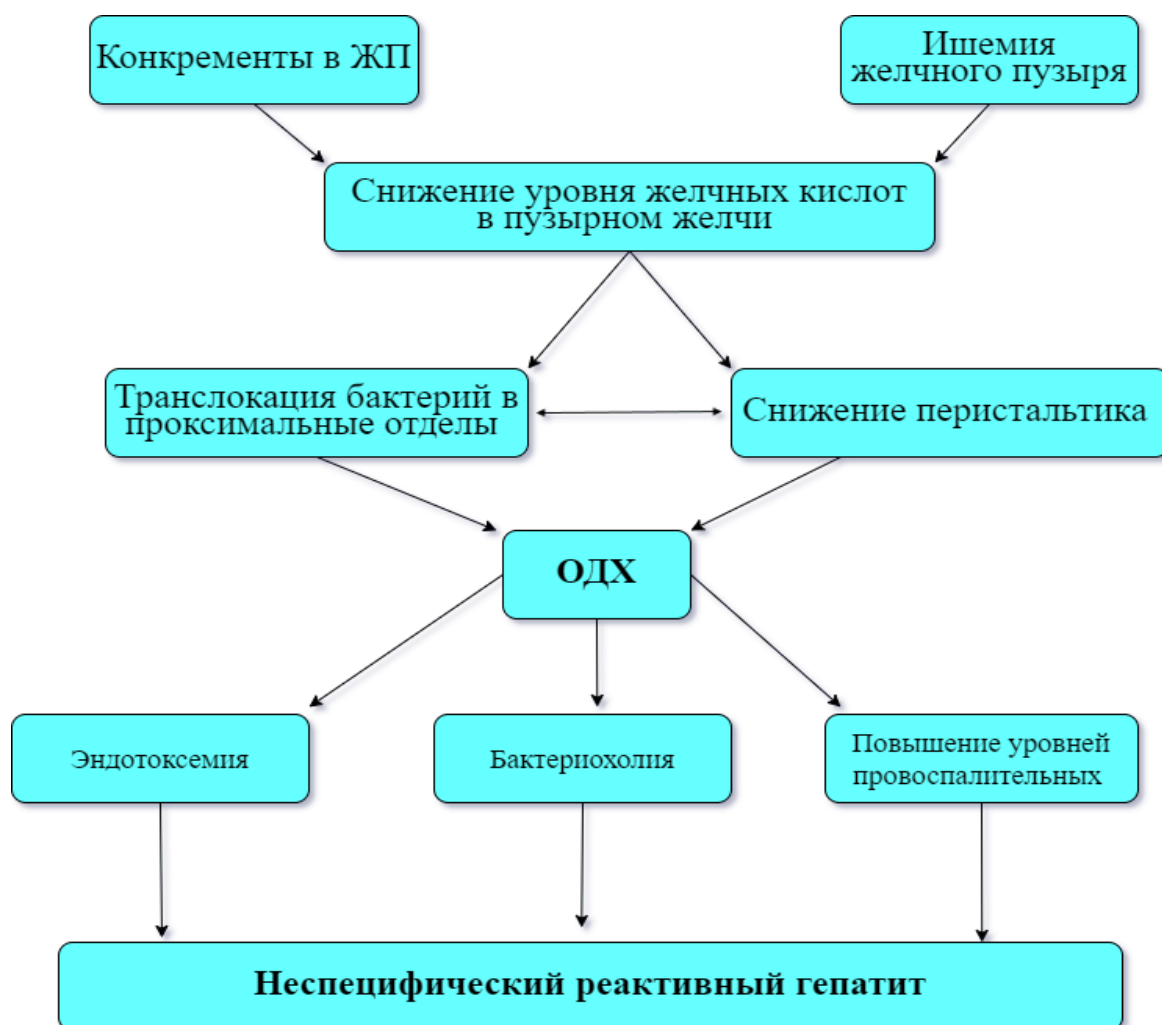 Конкременты в ЖП
Ишемия
желчного пузыря
Снижение уровня желчных кислот
в пузырном желчи
Транслокация бактерий в
проксимальные отделы
Снижение перистальтика
ОДХ
Эндотоксемия
Бактериохолия
Повышение уровней
провоспалительных
Неспецифический реактивный гепатит